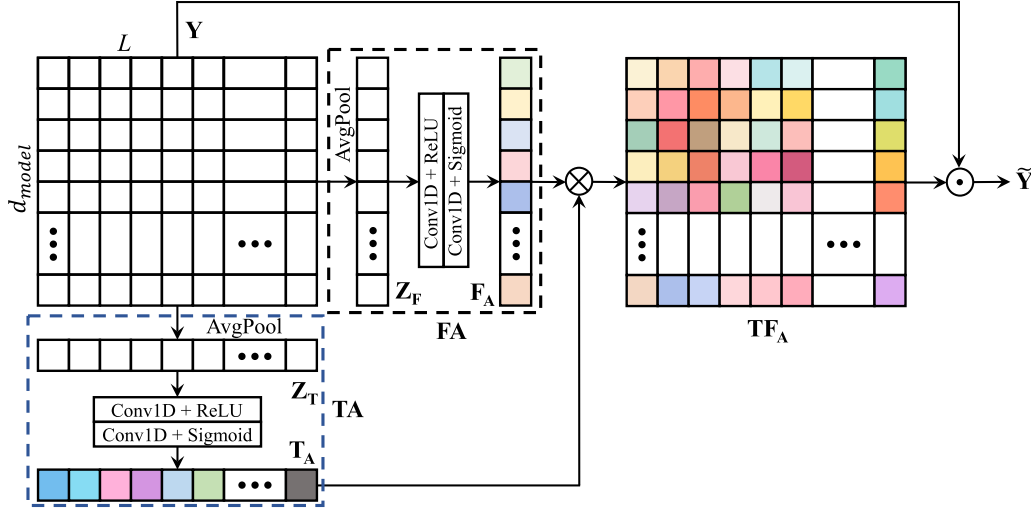 Y
L
d_model
AvgPool
Conv1D + ReLU
Conv1D + Sigmoid
Z_F
F_A
FA
Ỹ
TF_A
AvgPool
Z_T
Conv1D + ReLU
Conv1D + Sigmoid
TA
T_A